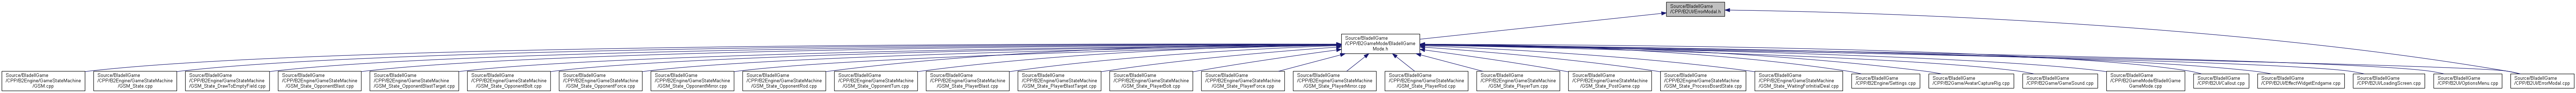 Source/BladeIIGame
/CPP/B2UI/ErrorModal.h
Source/BladeIIGame
/CPP/B2GameMode/BladeIIGame
Mode.h
Source/BladeIIGame
/CPP/B2Engine/GameStateMachine
/GSM.cpp
Source/BladeIIGame
/CPP/B2Engine/GameStateMachine
/GSM_State.cpp
Source/BladeIIGame
/CPP/B2Engine/GameStateMachine
/GSM_State_DrawToEmptyField.cpp
Source/BladeIIGame
/CPP/B2Engine/GameStateMachine
/GSM_State_OpponentBlast.cpp
Source/BladeIIGame
/CPP/B2Engine/GameStateMachine
/GSM_State_OpponentBlastTarget.cpp
Source/BladeIIGame
/CPP/B2Engine/GameStateMachine
/GSM_State_OpponentBolt.cpp
Source/BladeIIGame
/CPP/B2Engine/GameStateMachine
/GSM_State_OpponentForce.cpp
Source/BladeIIGame
/CPP/B2Engine/GameStateMachine
/GSM_State_OpponentMirror.cpp
Source/BladeIIGame
/CPP/B2Engine/GameStateMachine
/GSM_State_OpponentRod.cpp
Source/BladeIIGame
/CPP/B2Engine/GameStateMachine
/GSM_State_OpponentTurn.cpp
Source/BladeIIGame
/CPP/B2Engine/GameStateMachine
/GSM_State_PlayerBlast.cpp
Source/BladeIIGame
/CPP/B2Engine/GameStateMachine
/GSM_State_PlayerBlastTarget.cpp
Source/BladeIIGame
/CPP/B2Engine/GameStateMachine
/GSM_State_PlayerBolt.cpp
Source/BladeIIGame
/CPP/B2Engine/GameStateMachine
/GSM_State_PlayerForce.cpp
Source/BladeIIGame
/CPP/B2Engine/GameStateMachine
/GSM_State_PlayerMirror.cpp
Source/BladeIIGame
/CPP/B2Engine/GameStateMachine
/GSM_State_PlayerRod.cpp
Source/BladeIIGame
/CPP/B2Engine/GameStateMachine
/GSM_State_PlayerTurn.cpp
Source/BladeIIGame
/CPP/B2Engine/GameStateMachine
/GSM_State_PostGame.cpp
Source/BladeIIGame
/CPP/B2Engine/GameStateMachine
/GSM_State_ProcessBoardState.cpp
Source/BladeIIGame
/CPP/B2Engine/GameStateMachine
/GSM_State_WaitingForInitialDeal.cpp
Source/BladeIIGame
/CPP/B2Engine/Settings.cpp
Source/BladeIIGame
/CPP/B2Game/AvatarCaptureRig.cpp
Source/BladeIIGame
/CPP/B2Game/GameSound.cpp
Source/BladeIIGame
/CPP/B2GameMode/BladeIIGame
GameMode.cpp
Source/BladeIIGame
/CPP/B2UI/Callout.cpp
Source/BladeIIGame
/CPP/B2UI/EffectWidgetEndgame.cpp
Source/BladeIIGame
/CPP/B2UI/LoadingScreen.cpp
Source/BladeIIGame
/CPP/B2UI/OptionsMenu.cpp
Source/BladeIIGame
/CPP/B2UI/ErrorModal.cpp